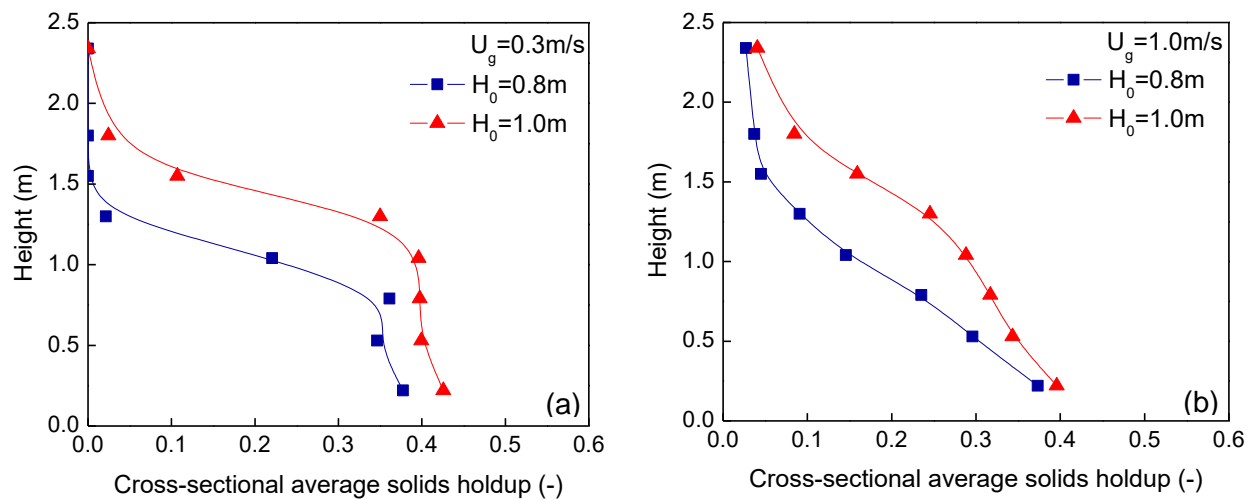 2.5
2.0
1.5
1.0
0.5
0.0
Height (m)
0.0 0.1 0.2 0.3 0.4 0.5 0.6
Cross-sectional average solids holdup (-)
U_g=0.3m/s
H_0=0.8m
H_0=1.0m
(a)
2.5
2.0
1.5
1.0
0.5
0.0
Height (m)
0.0 0.1 0.2 0.3 0.4 0.5 0.6
Cross-sectional average solids holdup (-)
U_g=1.0m/s
H_0=0.8m
H_0=1.0m
(b)